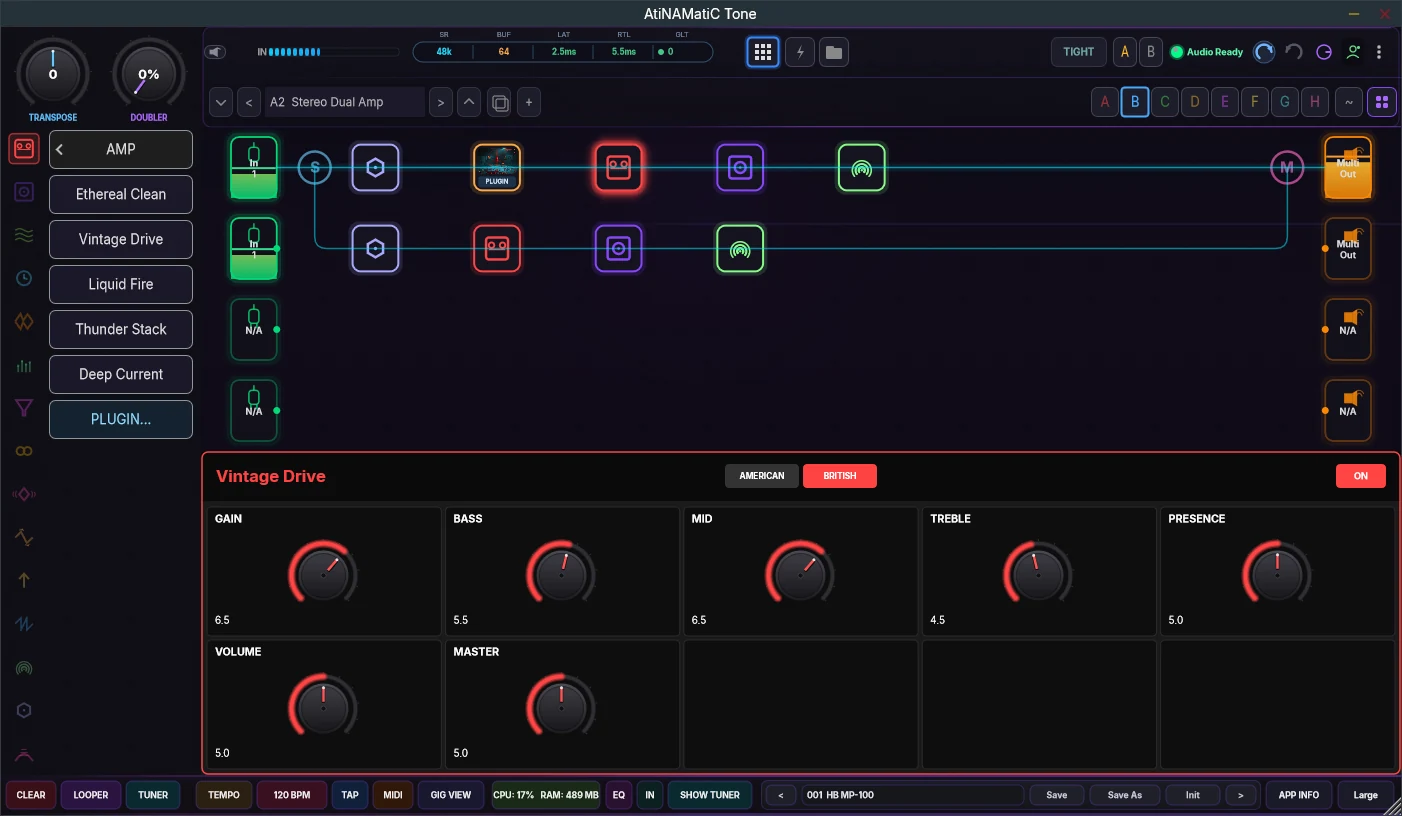 AtiNAMatiC Tone
0
0%
TRANSPOSE
DOUBLER
IN
SR
BUF
LAT
RTL
GLT
48k
64
2.5ms
5.5ms
0
TIGHT
A
B
Audio Ready
<
A2 Stereo Dual Amp
>
+
A
B
C
D
E
F
G
H
~
AMP
Ethereal Clean
Vintage Drive
Liquid Fire
Thunder Stack
Deep Current
PLUGIN...
In
1
S
PLUGIN
M
Multi
Out
In
1
Multi
Out
N/A
N/A
N/A
N/A
Vintage Drive
AMERICAN
BRITISH
ON
GAIN
BASS
MID
TREBLE
PRESENCE
6.5
5.5
6.5
4.5
5.0
VOLUME
MASTER
5.0
5.0
CLEAR
LOOPER
TUNER
TEMPO
120 BPM
TAP
MIDI
GIG VIEW
CPU: 17% RAM: 489 MB
EQ
IN
SHOW TUNER
<
001 HB MP-100
Save
Save As
Init
>
APP INFO
Large